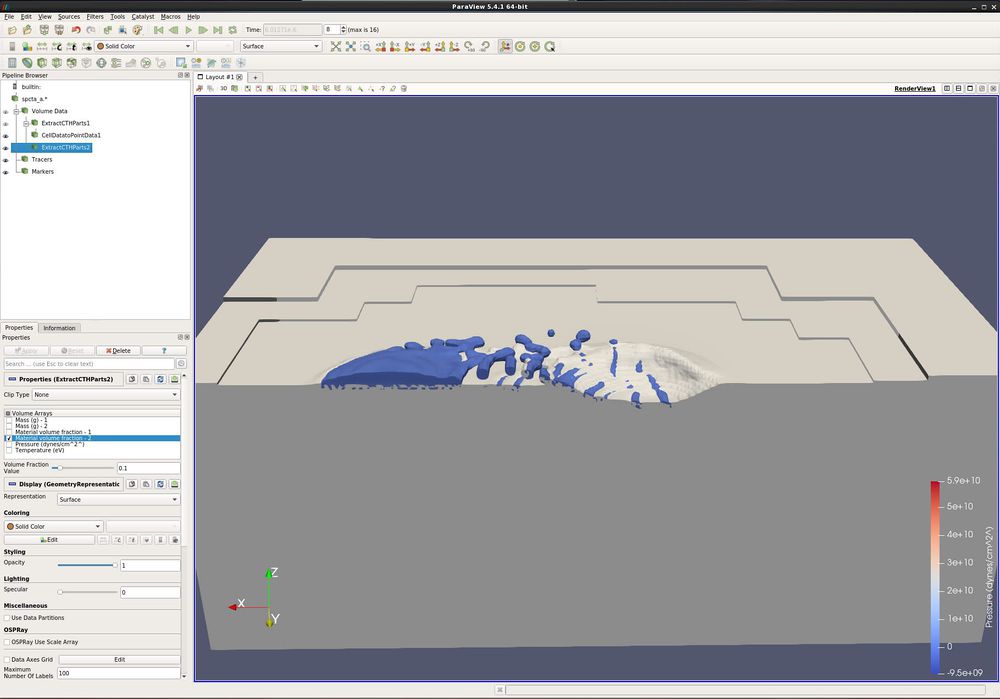 ParaView 5.4.1 64-bit
File Edit View Sources Filters Tools Catalyst Macros Help
Time: 8 (max is 16)
Solid Color Surface
Pipeline Browser
Layout #1
3D RenderView1
builtin:
spcta_a.*
Volume Data
ExtractCTHParts1
CellDatatoPointData1
ExtractCTHParts2
Tracers
Markers
Properties Information
Properties
Apply Reset Delete ?
Search ... (use Esc to clear text)
Properties (ExtractCTHParts2)
Clip Type None
Volume Arrays
Mass (g) - 1
Mass (g) - 2
Material volume fraction - 1
Material volume fraction - 2
Pressure (dynes/cm^2^)
Temperature (eV)
Volume Fraction
Value 0.1
Display (GeometryRepresentatic
Representation Surface
Coloring
Solid Color
Edit
Styling
Opacity 1
Lighting
Specular 0
Miscellaneous
Use Data Partitions
OSPRay
OSPRay Use Scale Array
Data Axes Grid Edit
Maximum
Number Of Labels 100
Z
X
Y
5.9e+10
5e+10
4e+10
3e+10
2e+10
1e+10
0
-9.5e+09
Pressure (dynes/cm^2^)